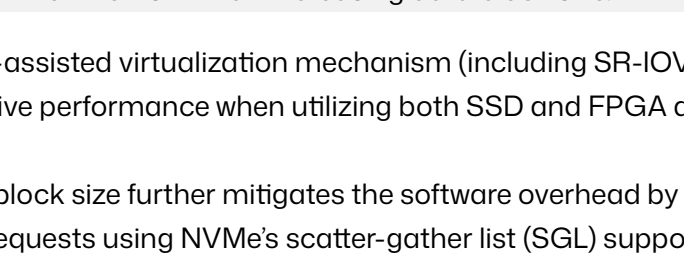 -assisted virtualization mechanism (including SR-IOV
ive performance when utilizing both SSD and FPGA
block size further mitigates the software overhead by
equests using NVMe's scatter-gather list (SGL) suppo